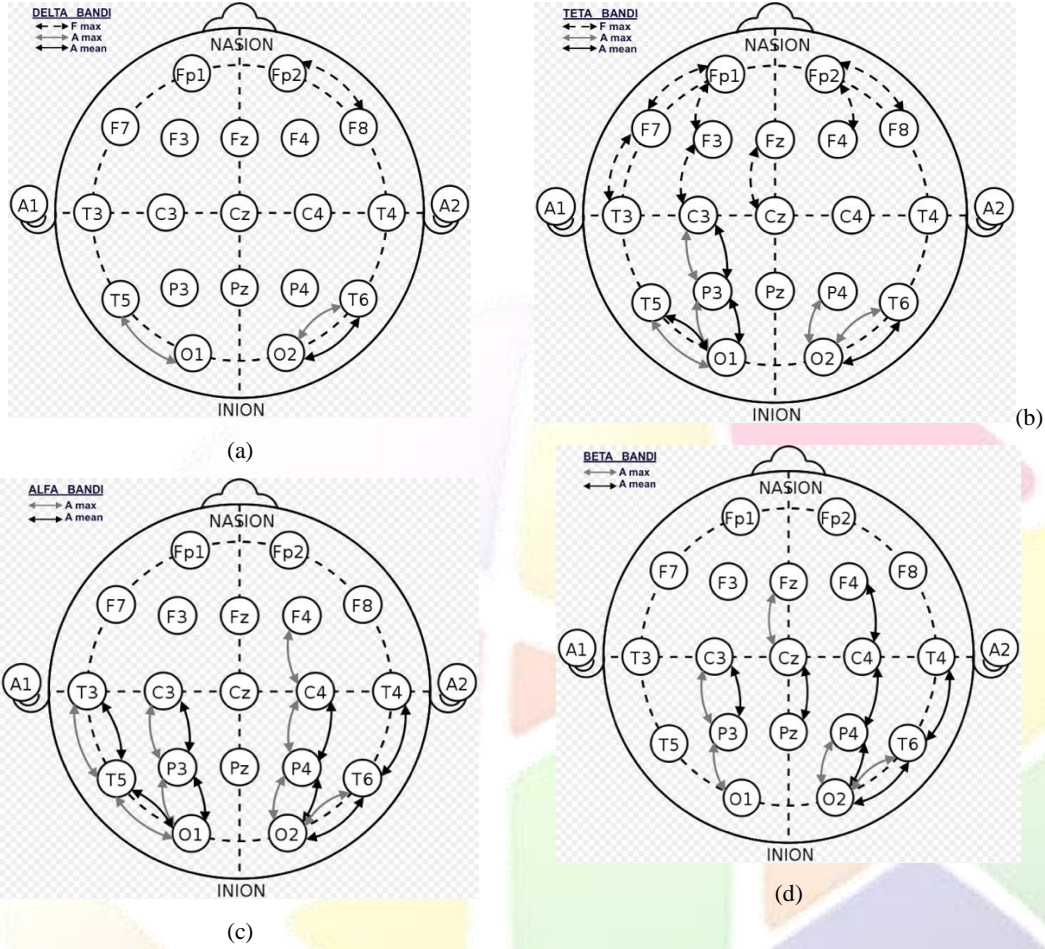 DELTA BANDI
F max
A max
A mean
NASION
Fp1 Fp2
F7 F3 Fz F4 F8
A1 T3 C3 Cz C4 T4 A2
T5 P3 Pz P4 T6
O1 O2
INION
(a)
TETA BANDI
F max
A max
A mean
NASION
Fp1 Fp2
F7 F3 Fz F4 F8
A1 T3 C3 Cz C4 T4 A2
T5 P3 Pz P4 T6
O1 O2
INION
(b)
ALFA BANDI
A max
A mean
NASION
Fp1 Fp2
F7 F3 Fz F4 F8
A1 T3 C3 Cz C4 T4 A2
T5 P3 Pz P4 T6
O1 O2
INION
(c)
BETA BANDI
A max
A mean
NASION
Fp1 Fp2
F7 F3 Fz F4 F8
A1 T3 C3 Cz C4 T4 A2
T5 P3 Pz P4 T6
O1 O2
INION
(d)